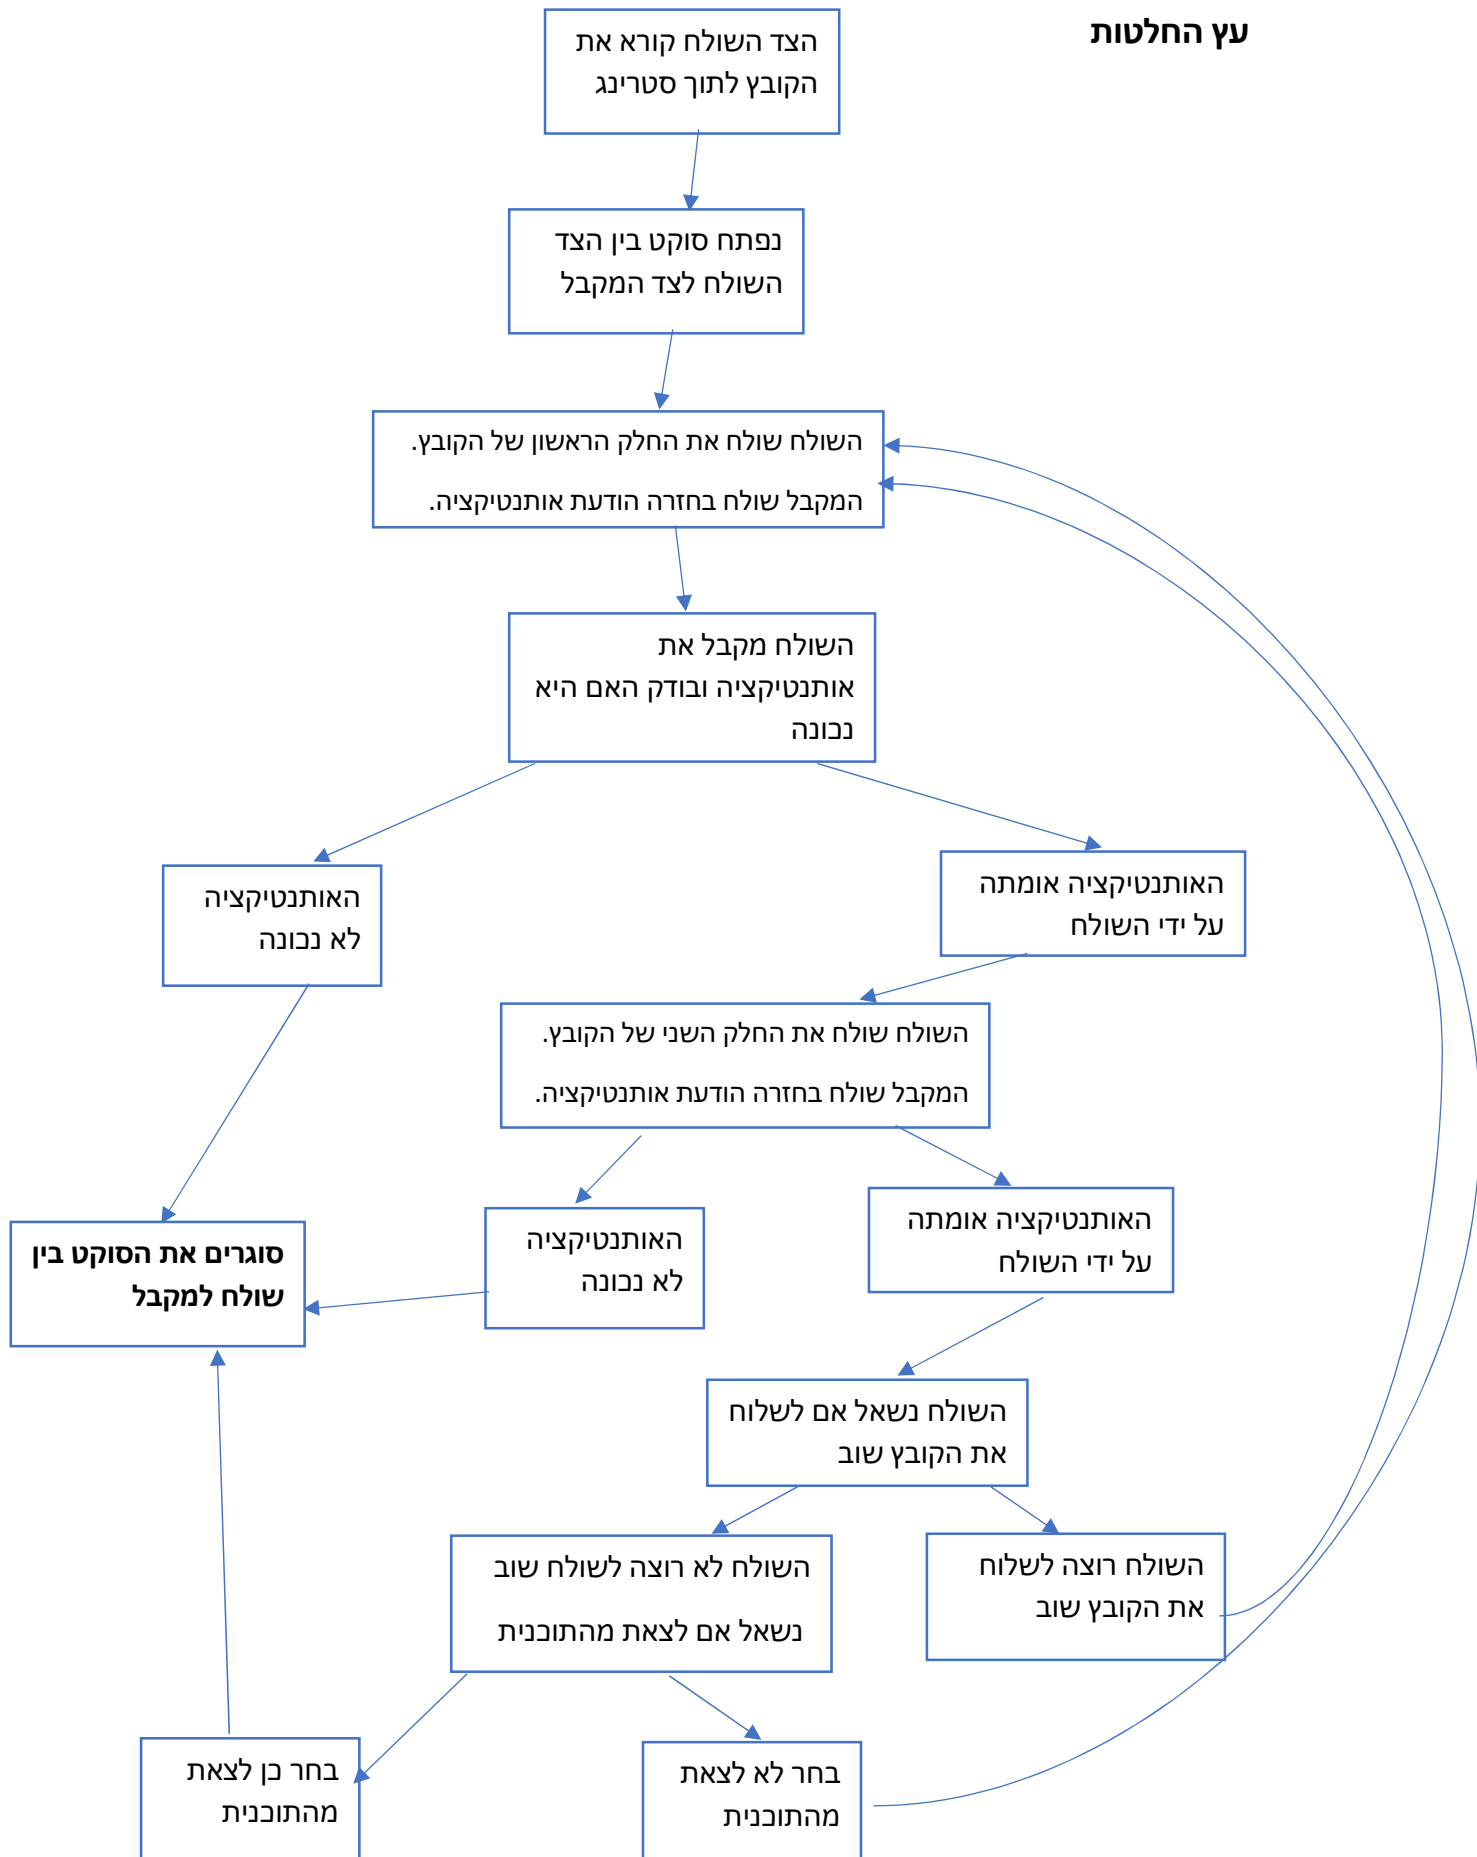 עץ החלטות
הצד השולח קורא את
הקובץ לתוך סטרינג
נפתח סוקט בין הצד
השולח לצד המקבל
השולח שולח את החלק הראשון של הקובץ.
המקבל שולח בחזרה הודעת אותנטיקציה.
השולח מקבל את
אותנטיקציה ובודק האם היא
נכונה
האותנטיקציה אומתה
על ידי השולח
האותנטיקציה
לא נכונה
השולח שולח את החלק השני של הקובץ.
המקבל שולח בחזרה הודעת אותנטיקציה.
האותנטיקציה אומתה
על ידי השולח
האותנטיקציה
לא נכונה
סוגרים את הסוקט בין
שולח למקבל
השולח נשאל אם לשלוח
את הקובץ שוב
השולח רוצה לשלוח
את הקובץ שוב
השולח לא רוצה לשולח שוב
נשאל אם לצאת מהתוכנית
בחר לא לצאת
מהתוכנית
בחר כן לצאת
מהתוכנית